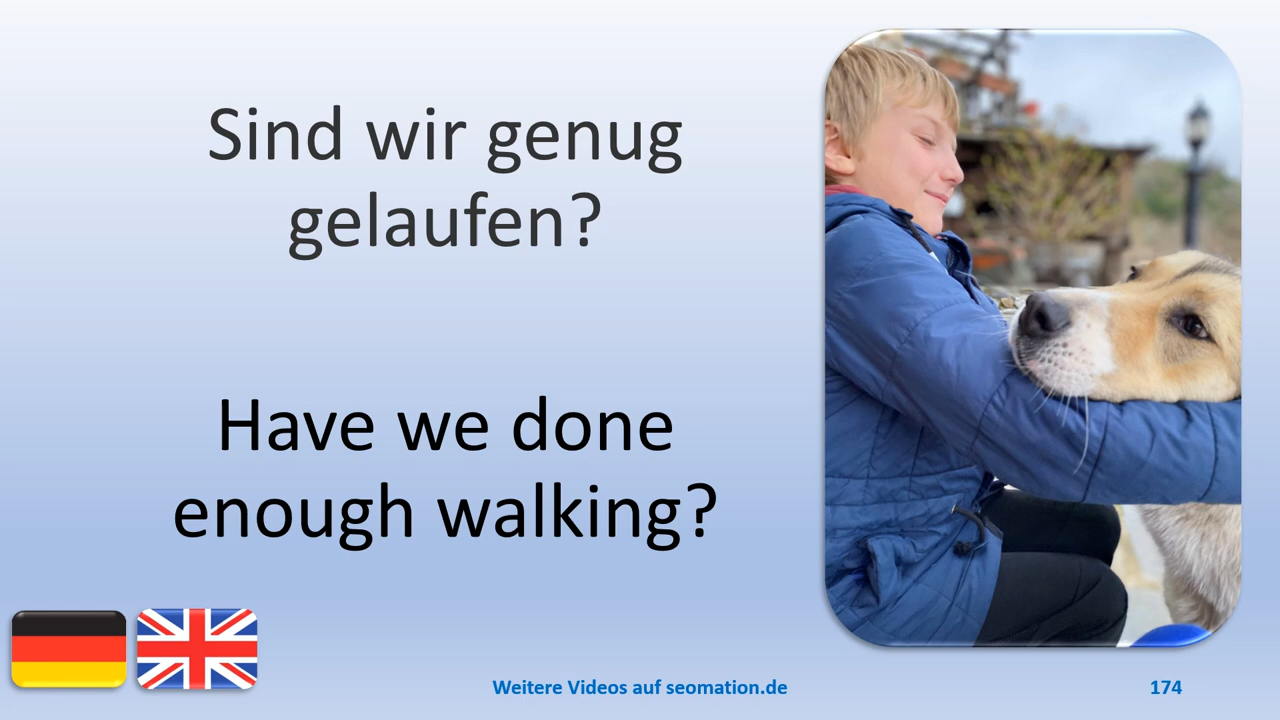 Sind wir genug
gelaufen?
Have we done
enough walking?
Weitere Videos auf seomation.de
174